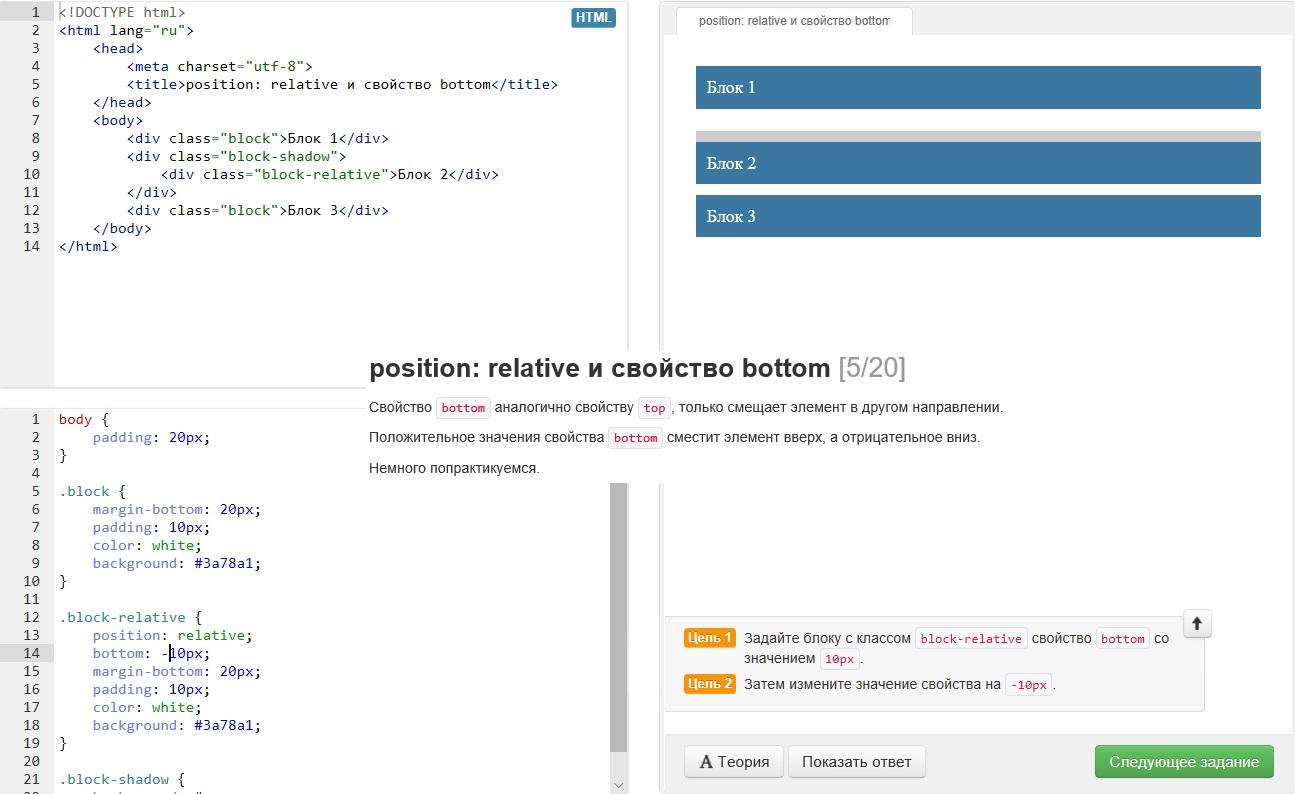 1 <!DOCTYPE html>
2 <html lang="ru">
3 <head>
4 <meta charset="utf-8">
5 <title>position: relative и свойство bottom</title>
6 </head>
7 <body>
8 <div class="block">Блок 1</div>
9 <div class="block-shadow">
10 <div class="block-relative">Блок 2</div>
11 </div>
12 <div class="block">Блок 3</div>
13 </body>
14 </html>
HTML
position: relative и свойство bottom
Блок 1
Блок 2
Блок 3
position: relative и свойство bottom [5/20]
Свойство bottom аналогично свойству top, только смещает элемент в другом направлении.
Положительное значения свойства bottom сместит элемент вверх, а отрицательное вниз.
Немного попрактикуемся.
1 body {
2 padding: 20px;
3 }
4
5 .block {
6 margin-bottom: 20px;
7 padding: 10px;
8 color: white;
9 background: #3a78a1;
10 }
11
12 .block-relative {
13 position: relative;
14 bottom: -10px;
15 margin-bottom: 20px;
16 padding: 10px;
17 color: white;
18 background: #3a78a1;
19 }
20
21 .block-shadow {
Цель 1 Задайте блоку с классом block-relative свойство bottom со
значением 10px.
Цель 2 Затем измените значение свойства на -10px.
A Теория
Показать ответ
Следующее задание